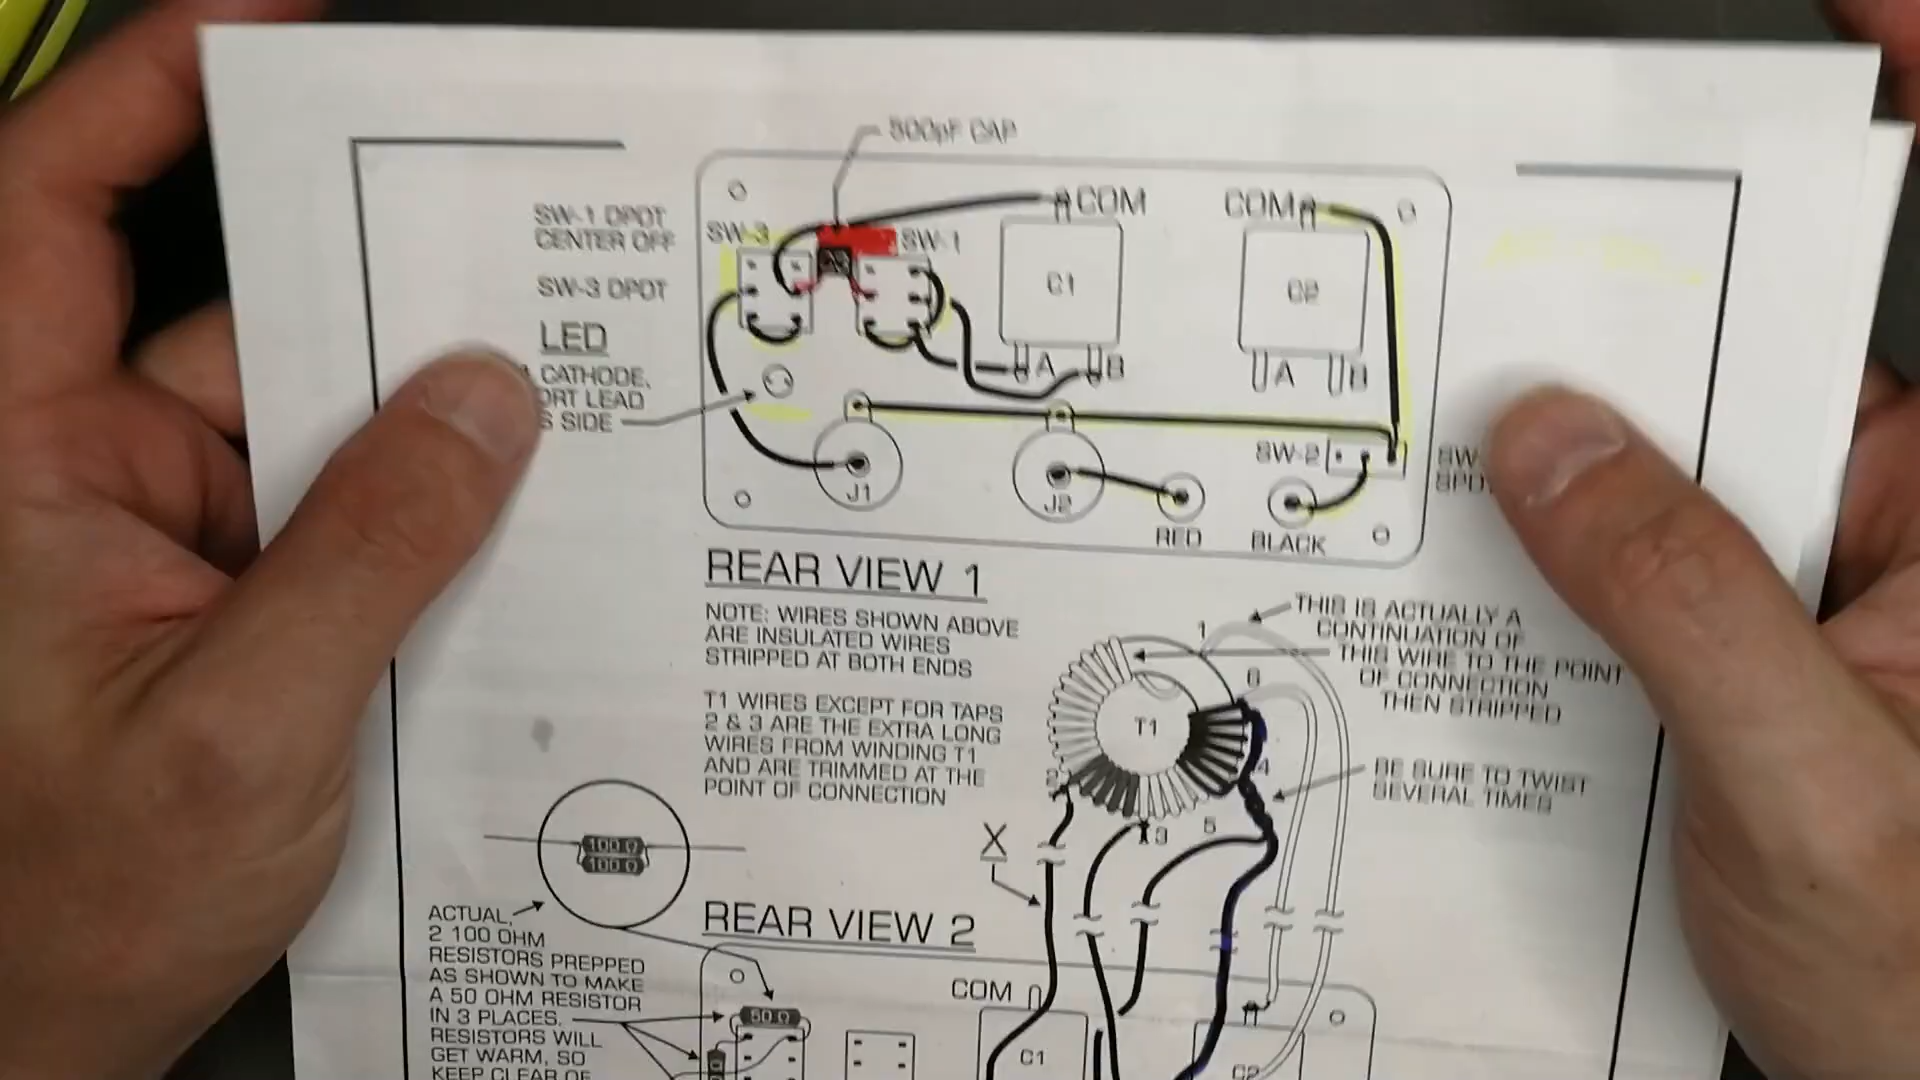 500pF CAP
SW-1 DPDT
CENTER OFF
SW-3 DPDT
LED
CATHODE,
LEAD
SIDE
SW-3
SW-1
COM
COM
C1
C2
A
B
A
B
J1
J2
SW-2
RED
BLACK
REAR VIEW 1
NOTE: WIRES SHOWN ABOVE
ARE INSULATED WIRES
STRIPPED AT BOTH ENDS
T1 WIRES EXCEPT FOR TAPS
2 & 3 ARE THE EXTRA LONG
WIRES FROM WINDING T1
AND ARE TRIMMED AT THE
POINT OF CONNECTION
THIS IS ACTUALLY A
CONTINUATION OF
THIS WIRE TO THE POINT
OF CONNECTION
THEN STRIPPED
1
6
T1
4
2
3
5
BE SURE TO TWIST
SEVERAL TIMES
X
100 Ω
100 Ω
ACTUAL,
2 100 OHM
RESISTORS PREPPED
AS SHOWN TO MAKE
A 50 OHM RESISTOR
IN 3 PLACES.
RESISTORS WILL
GET WARM, SO
KEEP CLEAR OF
REAR VIEW 2
50 Ω
COM
C1
C2